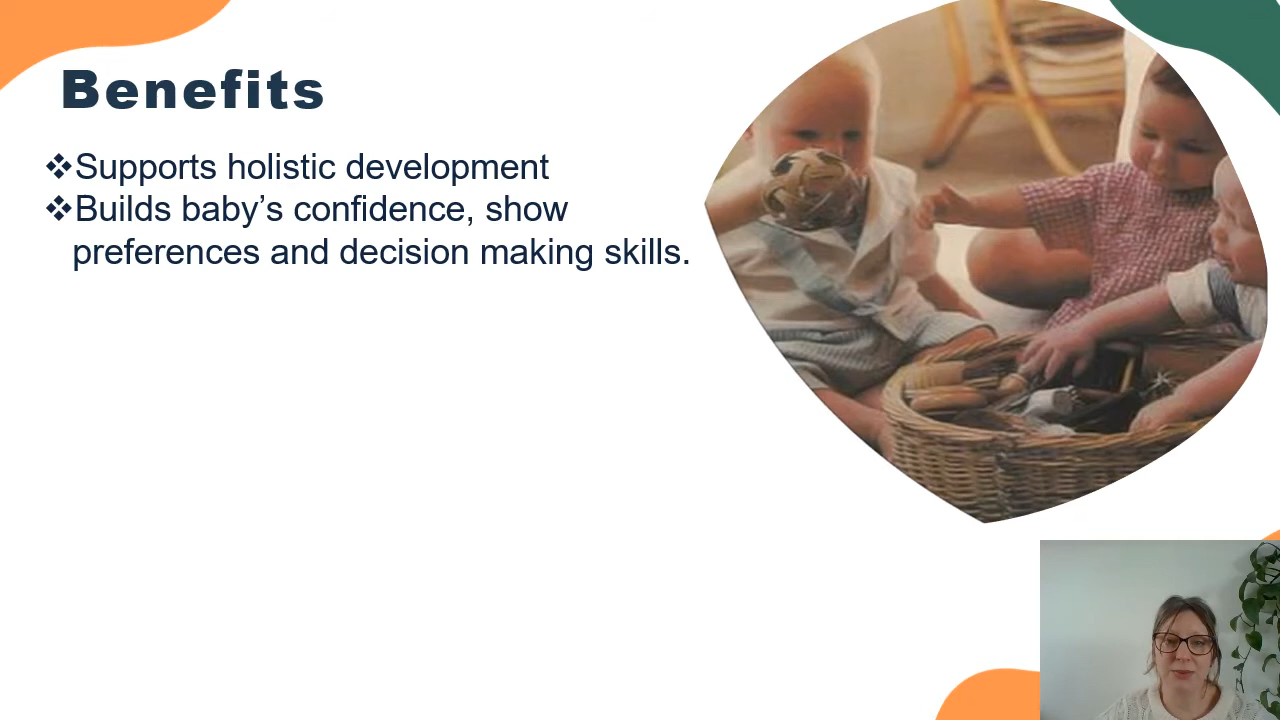 Benefits
❖Supports holistic development
❖Builds baby’s confidence, show
preferences and decision making skills.